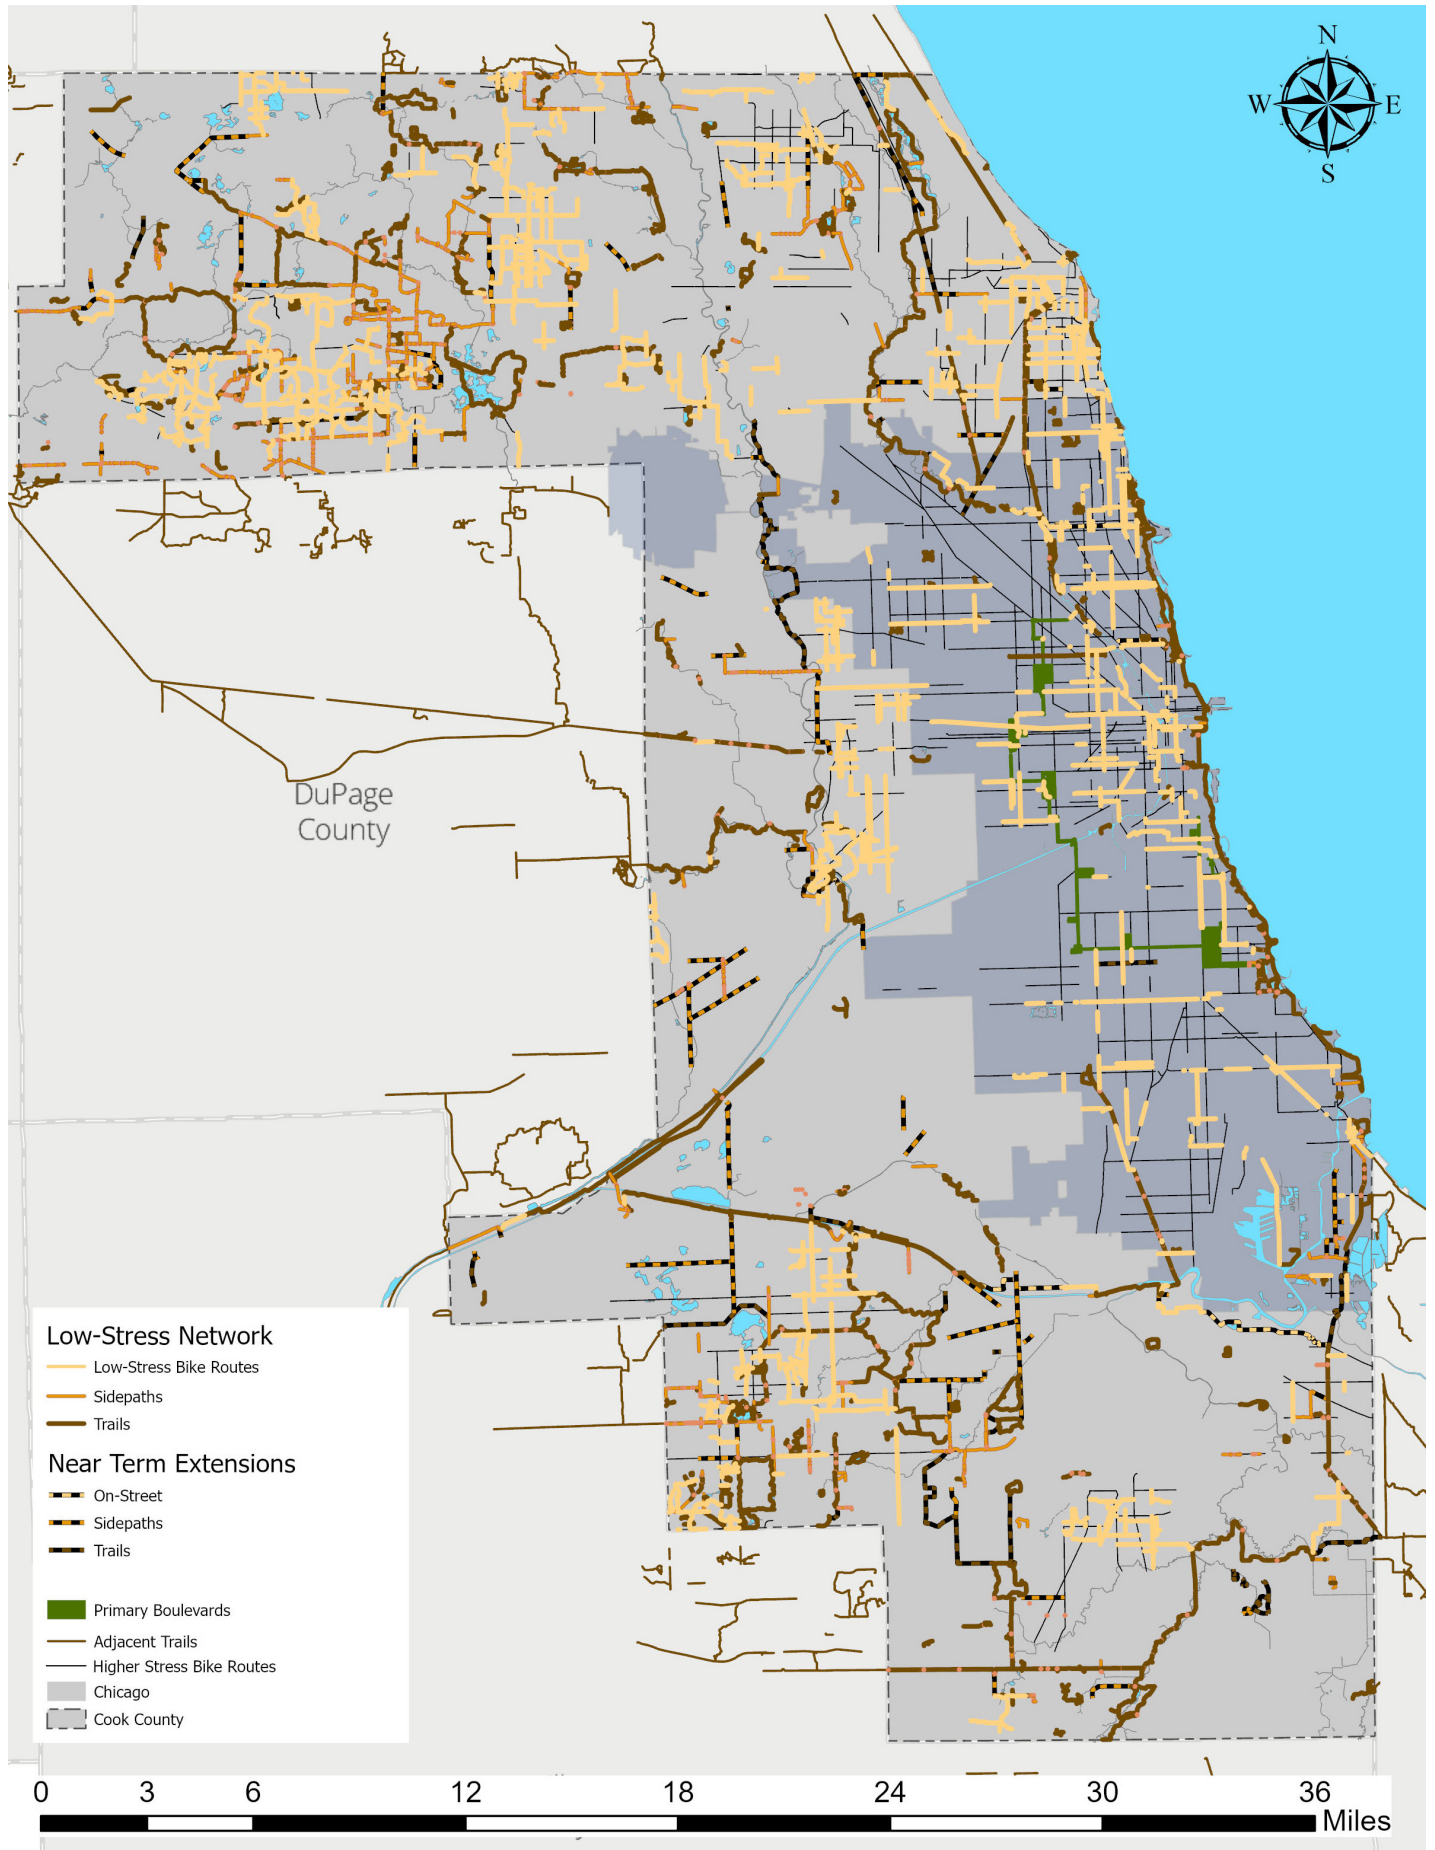 N
W
E
S
DuPage
County
Low-Stress Network
Low-Stress Bike Routes
Sidepaths
Trails
Near Term Extensions
On-Street
Sidepaths
Trails
Primary Boulevards
Adjacent Trails
Higher Stress Bike Routes
Chicago
Cook County
0 3 6 12 18 24 30 36
Miles